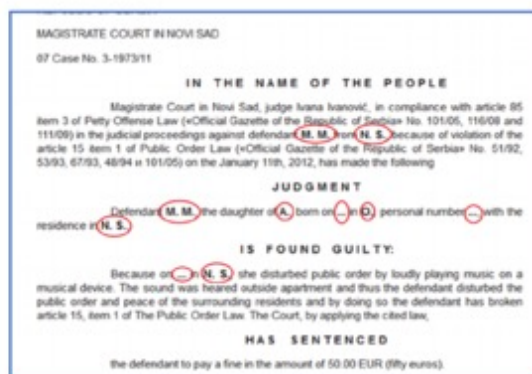 MAGISTRATE COURT IN NOVI SAD
07 Case No. 3-1973/11
IN THE NAME OF THE PEOPLE
Magistrate Court in Novi Sad, judge Ivana Ivanović, in compliance with article 85
item 3 of Petty Offense Law («Official Gazette of the Republic of Serbia» No. 101/05, 116/08 and
111/09) in the judicial proceedings against defendant M. M. from N. S. because of violation of the
article 15 item 1 of Public Order Law («Official Gazette of the Republic of Serbia» No. 51/92,
53/93, 67/93, 48/94 и 101/05) on the January 11th, 2012, has made the following
JUDGMENT
Defendant M. M. the daughter of A. born on ... in D. personal number ... with the
residence in N. S.
IS FOUND GUILTY:
Because on ... in N. S. she disturbed public order by loudly playing music on a
musical device. The sound was heared outside apartment and thus the defendant disturbed the
public order and peace of the surrounding residents and by doing so the defendant has broken
article 15, item 1 of The Public Order Law. The Court, by applying the cited law,
HAS SENTENCED
the defendant to pay a fine in the amount of 50.00 EUR (fifty euros).